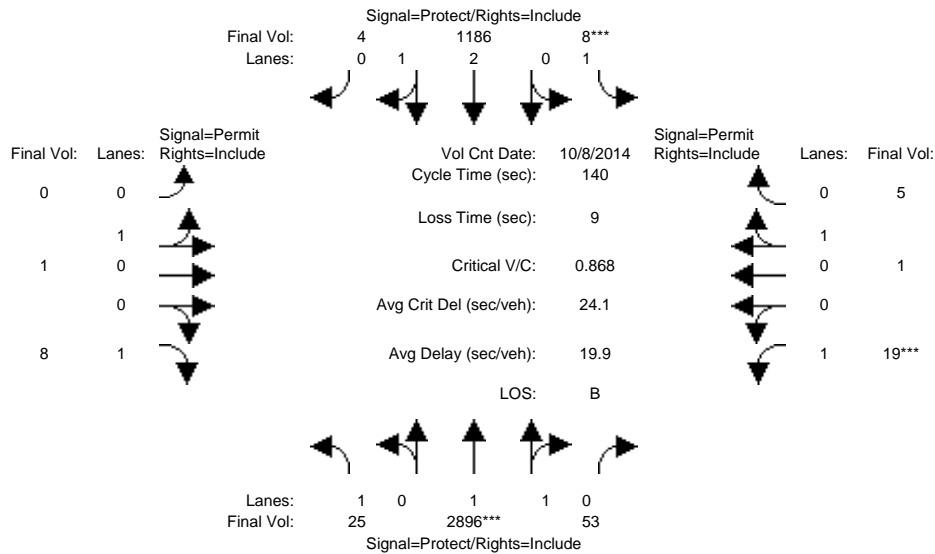 Signal=Protect/Rights=Include
Final Vol: 4 1186 8***
Lanes: 0 1 2 0 1
Signal=Permit
Final Vol: Lanes: Rights=Include
Vol Cnt Date: 10/8/2014
Signal=Permit
Rights=Include Lanes: Final Vol:
Cycle Time (sec): 140
0 0
0 5
Loss Time (sec): 9
1
1
1 0
Critical V/C: 0.868
0 1
0
Avg Crit Del (sec/veh): 24.1
0
8 1
Avg Delay (sec/veh): 19.9
1 19***
LOS: B
Lanes: 1 0 1 1 0
Final Vol: 25 2896*** 53
Signal=Protect/Rights=Include